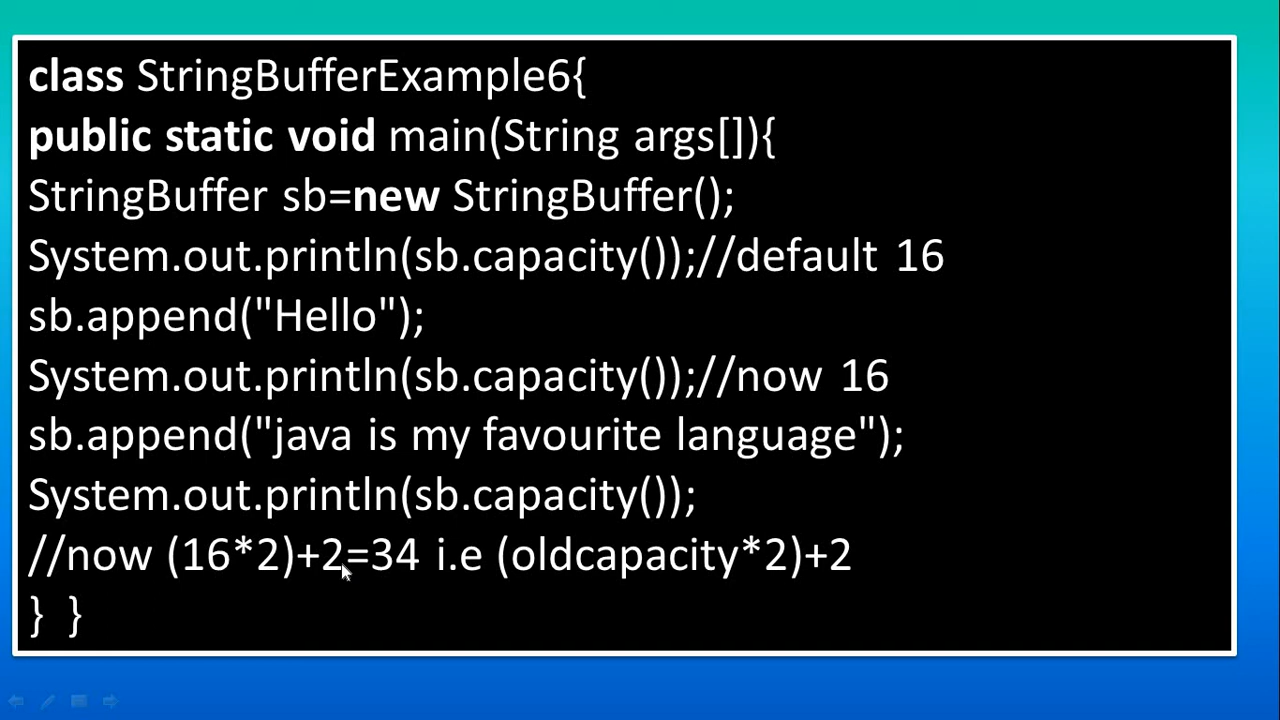 class StringBufferExample6{
public static void main(String args[]){
StringBuffer sb=new StringBuffer();
System.out.println(sb.capacity());//default 16
sb.append("Hello");
System.out.println(sb.capacity());//now 16
sb.append("java is my favourite language");
System.out.println(sb.capacity());
//now (16*2)+2=34 i.e (oldcapacity*2)+2
} }